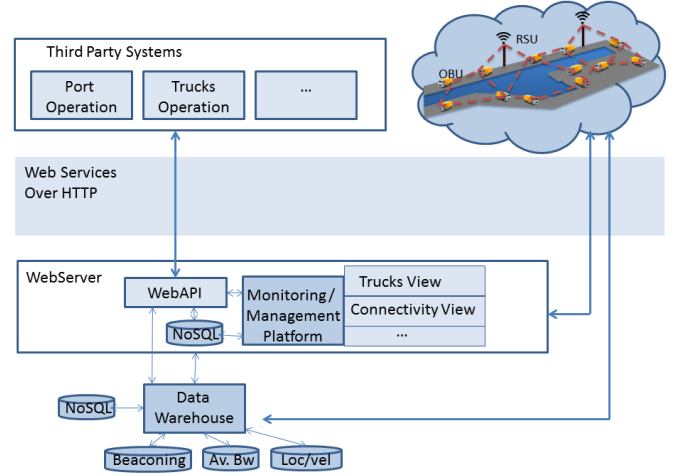 Third Party Systems
Port
Operation
Trucks
Operation
...
RSU
OBU
Web Services
Over HTTP
WebServer
WebAPI
NoSQL
Monitoring/
Management
Platform
Trucks View
Connectivity View
...
NoSQL
Data
Warehouse
Beaconing
Av. Bw
Loc/vel